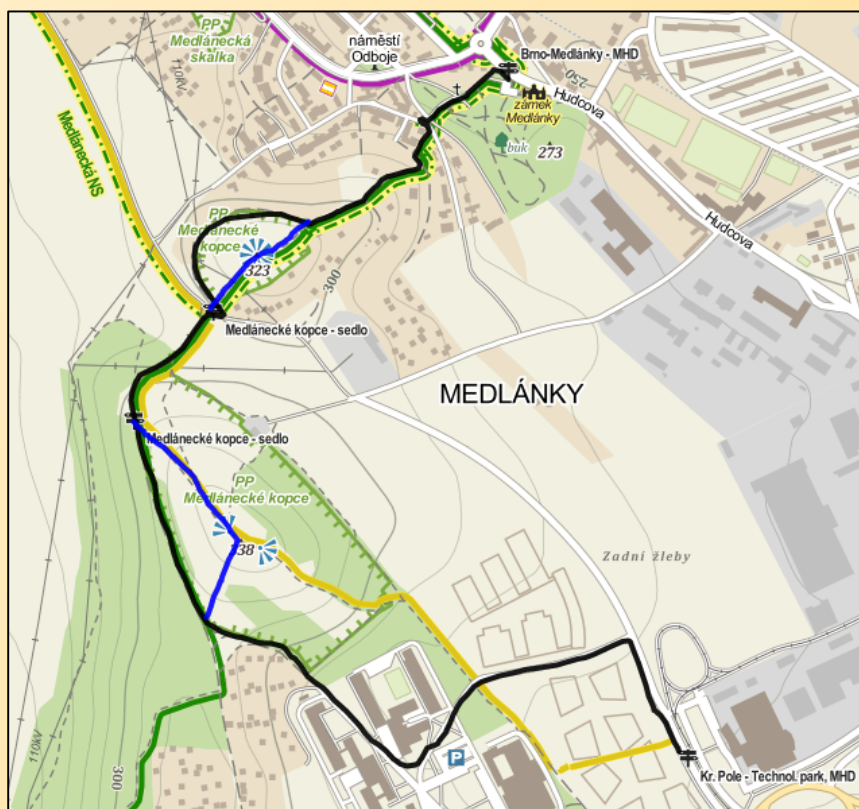 PP
Medlánecká
skalka
110kV
náměstí
Odboje
Brno-Medlánky - MHD
250
zámek
Medlánky
Hudcova
buk
273
Medlánecká NS
PP
Medlánecké
kopce
323
300
Hudcova
Medlánecké kopce - sedlo
MEDLÁNKY
Medlánecké kopce - sedlo
PP
Medlánecké kopce
338
Zadní žleby
110kV
300
P
Kr. Pole - Technol. park, MHD